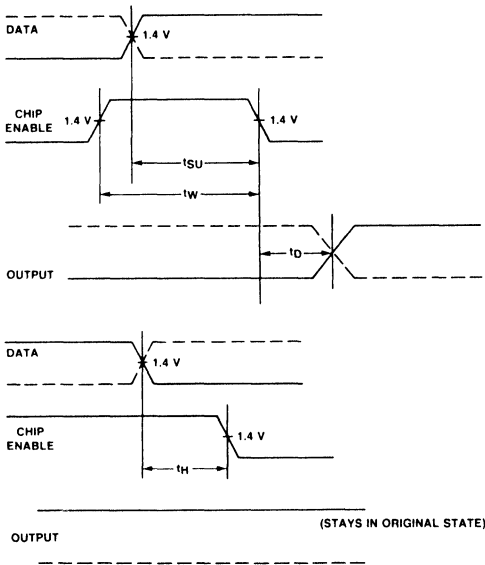 DATA
1.4 V
CHIP
ENABLE
1.4 V
1.4 V
tSU
tW
tD
OUTPUT
DATA
1.4 V
CHIP
ENABLE
1.4 V
tH
(STAYS IN ORIGINAL STATE)
OUTPUT